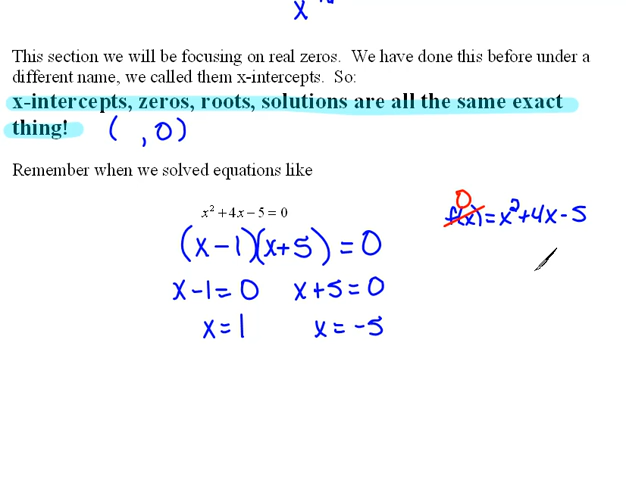 x
This section we will be focusing on real zeros. We have done this before under a
different name, we called them x-intercepts. So:
x-intercepts, zeros, roots, solutions are all the same exact
thing! ( , 0)
Remember when we solved equations like
x² + 4x − 5 = 0
0
f(x) = x² + 4x - 5
(x - 1)(x + 5) = 0
x - 1 = 0 x + 5 = 0
x = 1 x = -5